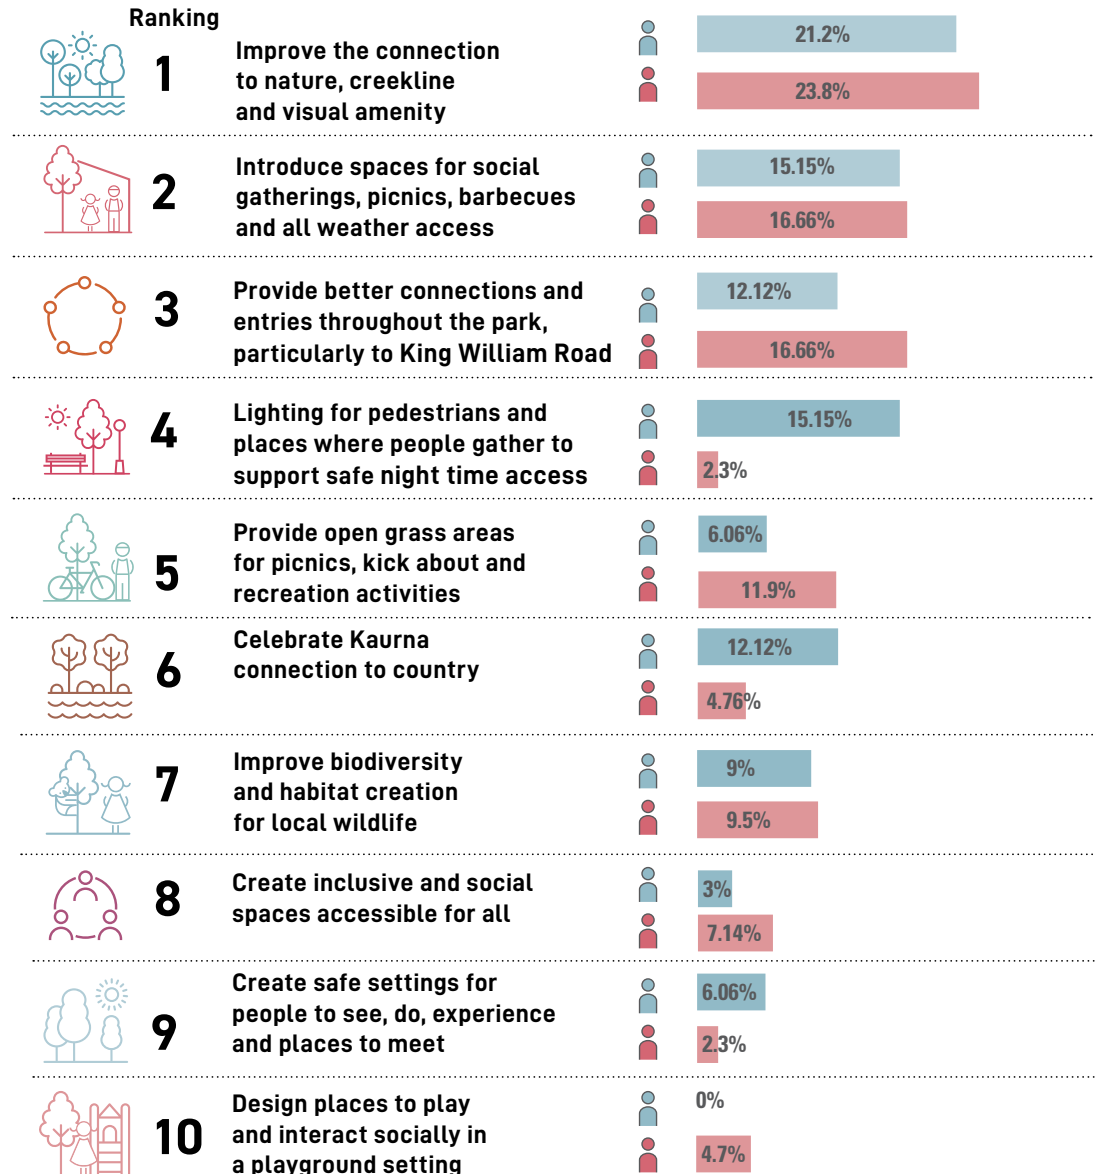 Ranking
1
Improve the connection
to nature, creekline
and visual amenity
21.2%
23.8%
2
Introduce spaces for social
gatherings, picnics, barbecues
and all weather access
15.15%
16.66%
3
Provide better connections and
entries throughout the park,
particularly to King William Road
12.12%
16.66%
4
Lighting for pedestrians and
places where people gather to
support safe night time access
15.15%
2.3%
5
Provide open grass areas
for picnics, kick about and
recreation activities
6.06%
11.9%
6
Celebrate Kaurna
connection to country
12.12%
4.76%
7
Improve biodiversity
and habitat creation
for local wildlife
9%
9.5%
8
Create inclusive and social
spaces accessible for all
3%
7.14%
9
Create safe settings for
people to see, do, experience
and places to meet
6.06%
2.3%
10
Design places to play
and interact socially in
a playground setting
0%
4.7%